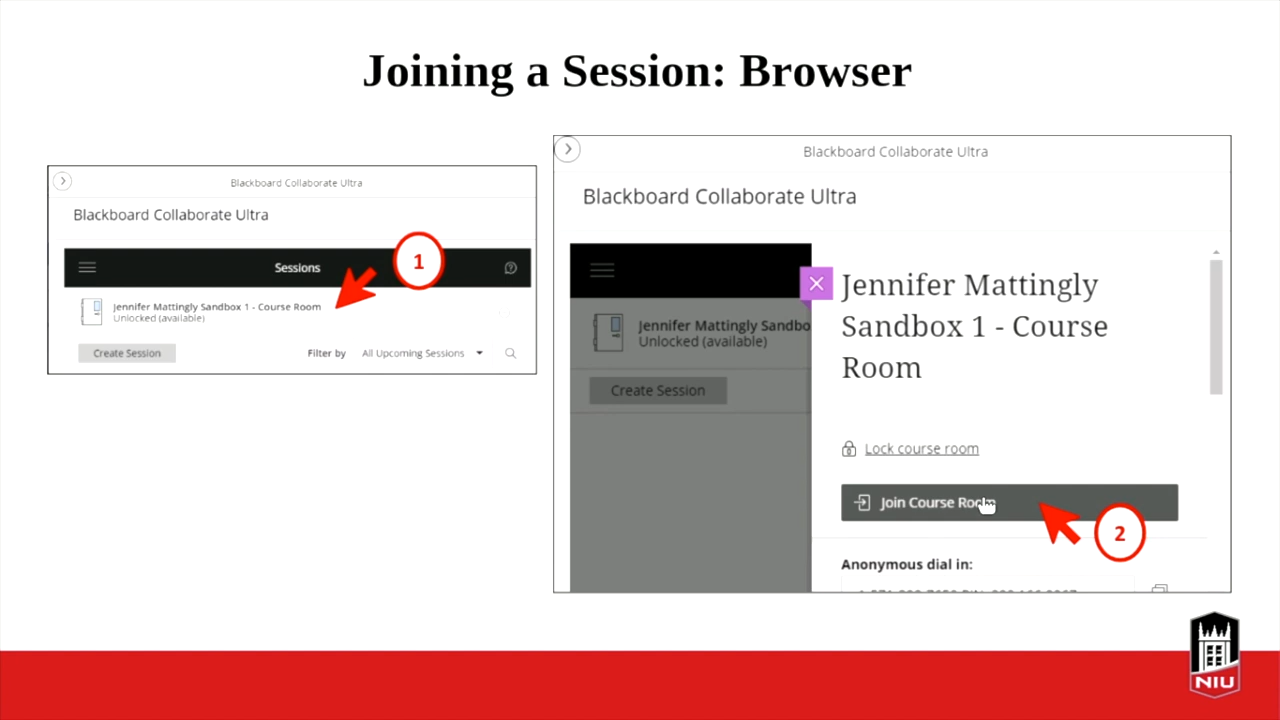 Joining a Session: Browser
Blackboard Collaborate Ultra
Blackboard Collaborate Ultra
Sessions
1
Jennifer Mattingly Sandbox 1 - Course Room
Unlocked (available)
Create Session
Filter by All Upcoming Sessions
Blackboard Collaborate Ultra
Blackboard Collaborate Ultra
Jennifer Mattingly Sandbo
Unlocked (available)
Create Session
Jennifer Mattingly
Sandbox 1 - Course
Room
Lock course room
Join Course Room
2
Anonymous dial in:
NIU